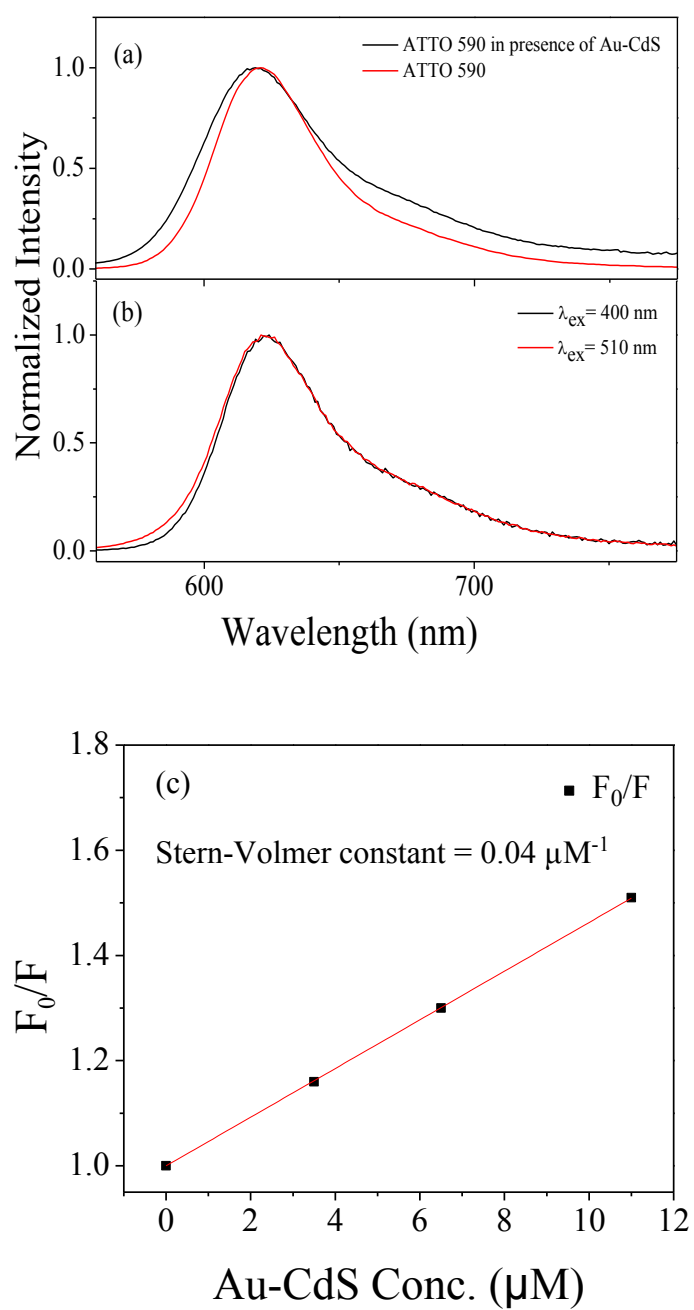 (a)
ATTO 590 in presence of Au-CdS
ATTO 590
1.0
0.5
0.0
Normalized Intensity
(b)
λex= 400 nm
λex= 510 nm
1.0
0.5
0.0
600
700
Wavelength (nm)
1.8
1.6
1.4
1.2
1.0
F0/F
(c)
F0/F
Stern-Volmer constant = 0.04 μM-1
0
2
4
6
8
10
12
Au-CdS Conc. (μM)